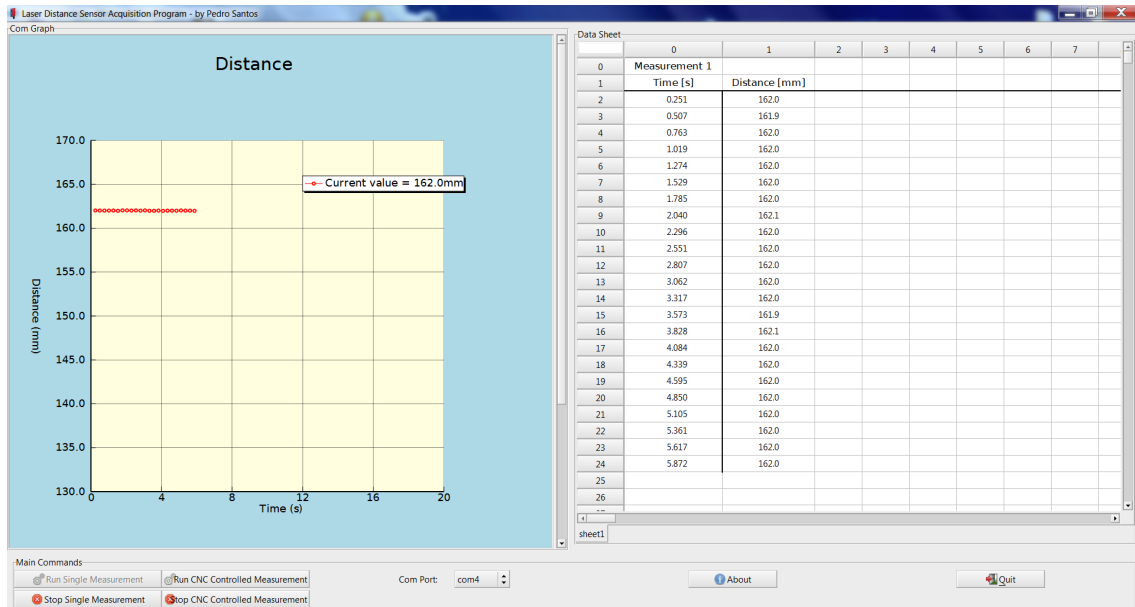 Laser Distance Sensor Acquisition Program - by Pedro Santos
Com Graph
Distance
170.0
165.0
160.0
155.0
150.0
145.0
140.0
135.0
130.0
Distance (mm)
Current value = 162.0mm
0 4 8 12 16 20
Time (s)
Data Sheet
0 1 2 3 4 5 6 7
0 Measurement 1
1 Time [s] Distance [mm]
2 0.251 162.0
3 0.507 161.9
4 0.763 162.0
5 1.019 162.0
6 1.274 162.0
7 1.529 162.0
8 1.785 162.0
9 2.040 162.1
10 2.296 162.0
11 2.551 162.0
12 2.807 162.0
13 3.062 162.0
14 3.317 162.0
15 3.573 161.9
16 3.828 162.1
17 4.084 162.0
18 4.339 162.0
19 4.595 162.0
20 4.850 162.0
21 5.105 162.0
22 5.361 162.0
23 5.617 162.0
24 5.872 162.0
25
26
sheet1
Main Commands
Run Single Measurement Run CNC Controlled Measurement Com Port: com4 About Quit
Stop Single Measurement Stop CNC Controlled Measurement